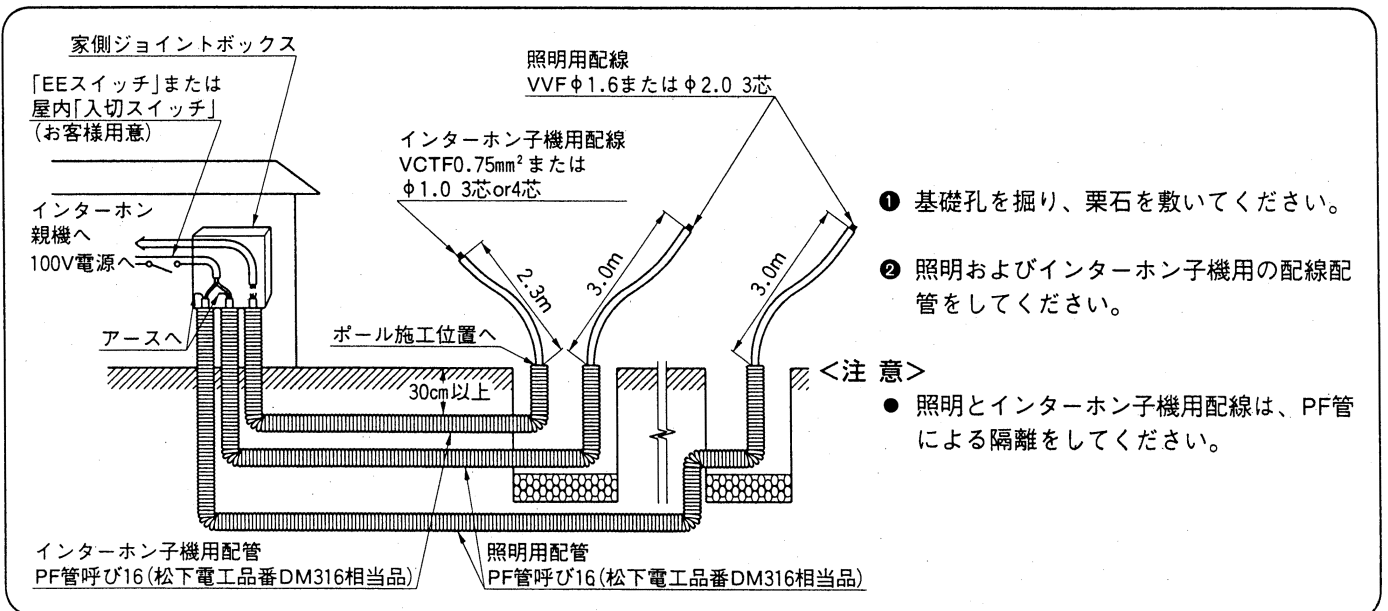 家側ジョイントボックス
「EEスイッチ」または
屋内「入切スイッチ」
(お客様用意)
照明用配線
VVFφ1.6またはφ2.0 3芯
インターホン子機用配線
VCTF0.75mm²または
φ1.0 3芯or4芯
インターホン
親機へ
100V電源へ
アースへ
ポール施工位置へ
30cm以上
2.3m
3.0m
3.0m
インターホン子機用配管
PF管呼び16(松下電工品番DM316相当品)
照明用配管
PF管呼び16(松下電工品番DM316相当品)
❶ 基礎孔を掘り、栗石を敷いてください。
❷ 照明およびインターホン子機用の配線配
管をしてください。
<注 意>
● 照明とインターホン子機用配線は、PF管
による隔離をしてください。